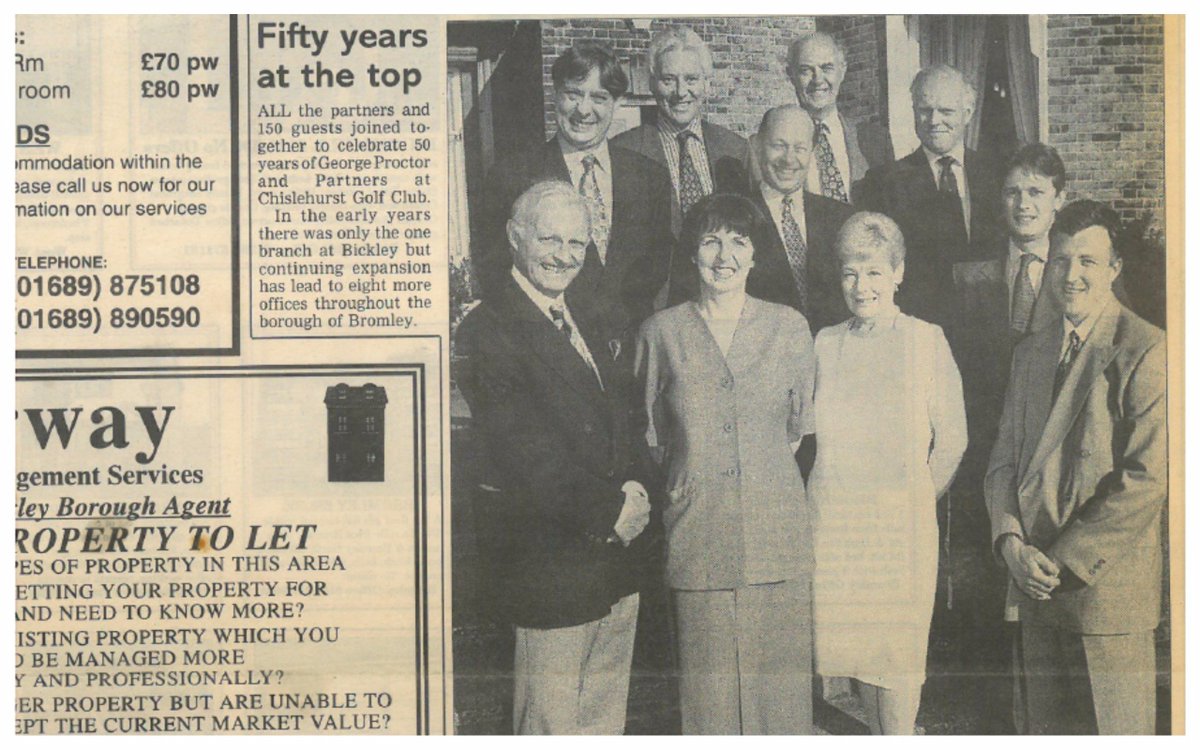 Rm £70 pw
room £80 pw
DS
ommodation within the
ease call us now for our
mation on our services
ELEPHONE:
01689) 875108
01689) 890590
Fifty years
at the top
ALL the partners and
150 guests joined to-
gether to celebrate 50
years of George Proctor
and Partners at
Chislehurst Golf Club.
In the early years
there was only the one
branch at Bickley but
continuing expansion
has lead to eight more
offices throughout the
borough of Bromley.
way
gement Services
ley Borough Agent
ROPERTY TO LET
PES OF PROPERTY IN THIS AREA
ETTING YOUR PROPERTY FOR
AND NEED TO KNOW MORE?
ISTING PROPERTY WHICH YOU
D BE MANAGED MORE
Y AND PROFESSIONALLY?
ER PROPERTY BUT ARE UNABLE TO
EPT THE CURRENT MARKET VALUE?